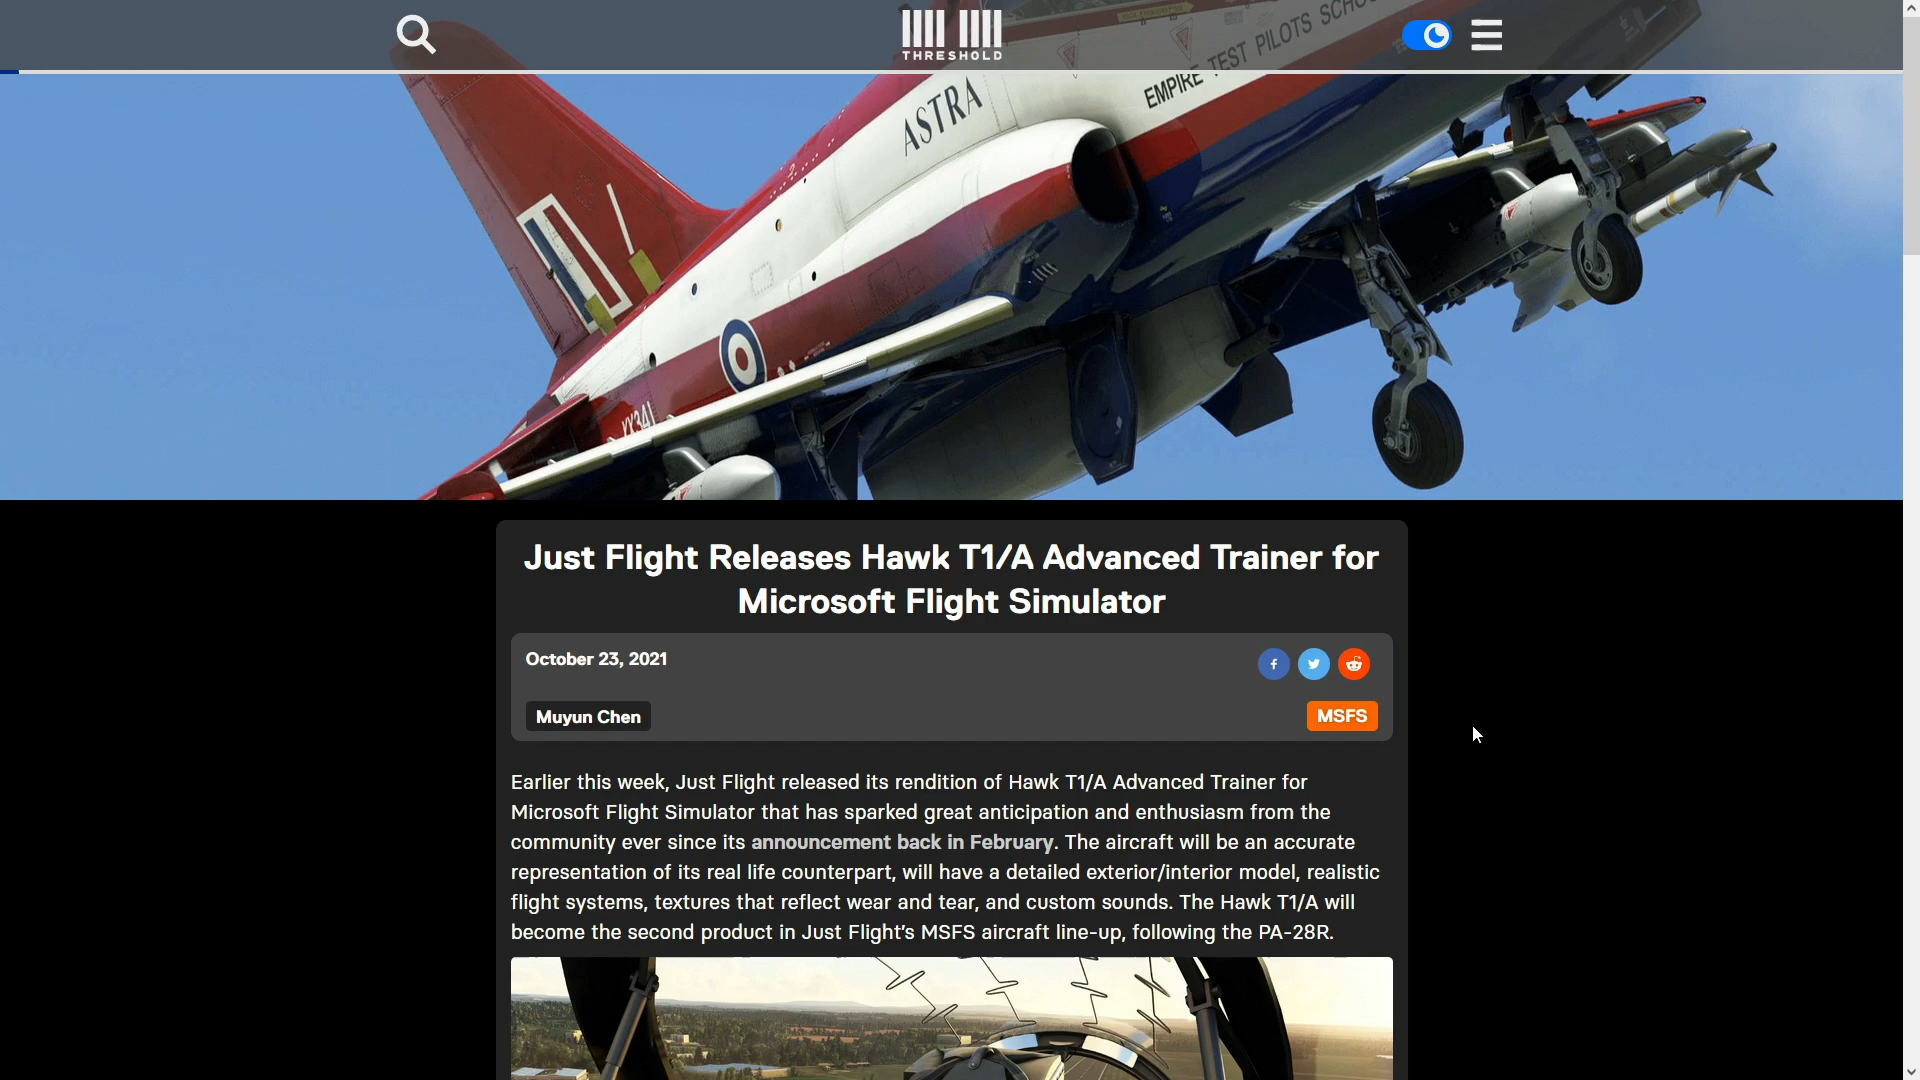 THRESHOLD
EMPIRE TEST PILOTS SCHOOL
ASTRA
XX341
Just Flight Releases Hawk T1/A Advanced Trainer for
Microsoft Flight Simulator
October 23, 2021
Muyun Chen
MSFS
Earlier this week, Just Flight released its rendition of Hawk T1/A Advanced Trainer for
Microsoft Flight Simulator that has sparked great anticipation and enthusiasm from the
community ever since its announcement back in February. The aircraft will be an accurate
representation of its real life counterpart, will have a detailed exterior/interior model, realistic
flight systems, textures that reflect wear and tear, and custom sounds. The Hawk T1/A will
become the second product in Just Flight's MSFS aircraft line-up, following the PA-28R.